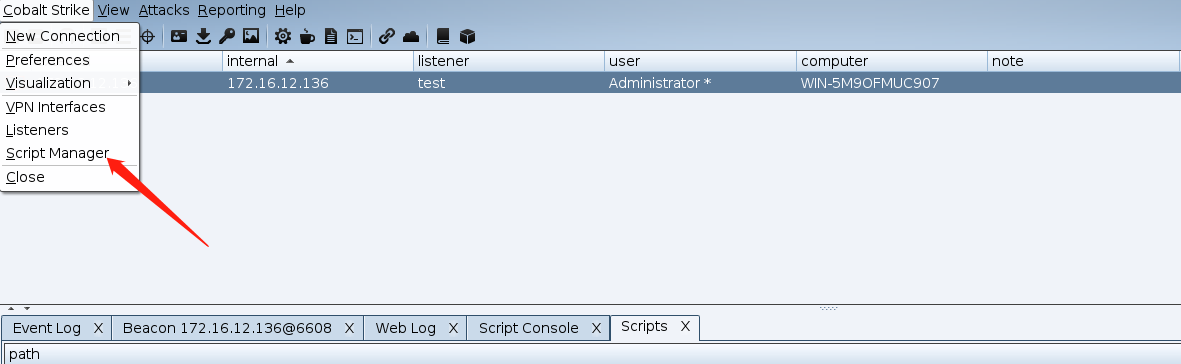 Cobalt Strike View Attacks Reporting Help
New Connection
Preferences
Visualization
VPN Interfaces
Listeners
Script Manager
Close
internal listener user computer note
172.16.12.136 test Administrator * WIN-5M9OFMUC907
Event Log X Beacon 172.16.12.136@6608 X Web Log X Script Console X Scripts X
path